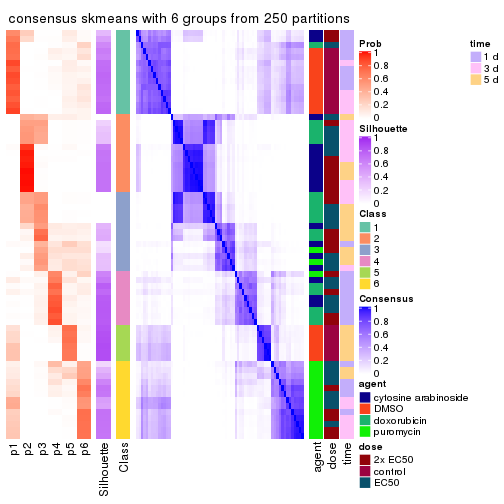 consensus skmeans with 6 groups from 250 partitions
Prob
1
0.8
0.6
0.4
0.2
0
time
1 d
3 d
5 d
Silhouette
1
0.8
0.6
0.4
0.2
0
Class
1
2
3
4
5
6
Consensus
1
0.8
0.6
0.4
0.2
0
agent
cytosine arabinoside
DMSO
doxorubicin
puromycin
dose
2x EC50
control
EC50
p1
p2
p3
p4
p5
p6
Silhouette
Class
agent
dose
time